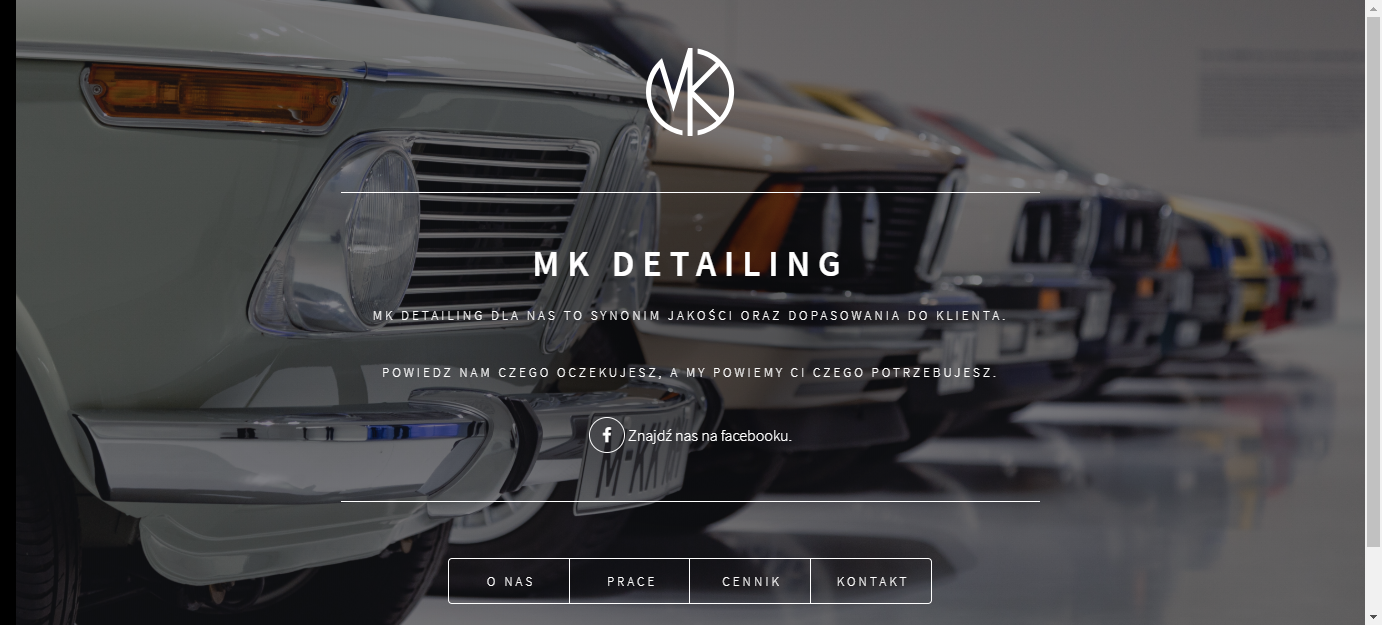 MK
MK DETAILING
MK DETAILING DLA NAS TO SYNONIM JAKOŚCI ORAZ DOPASOWANIA DO KLIENTA.
POWIEDZ NAM CZEGO OCZEKUJESZ, A MY POWIEMY CI CZEGO POTRZEBUJESZ.
f Znajdź nas na facebooku.
O NAS
PRACE
CENNIK
KONTAKT